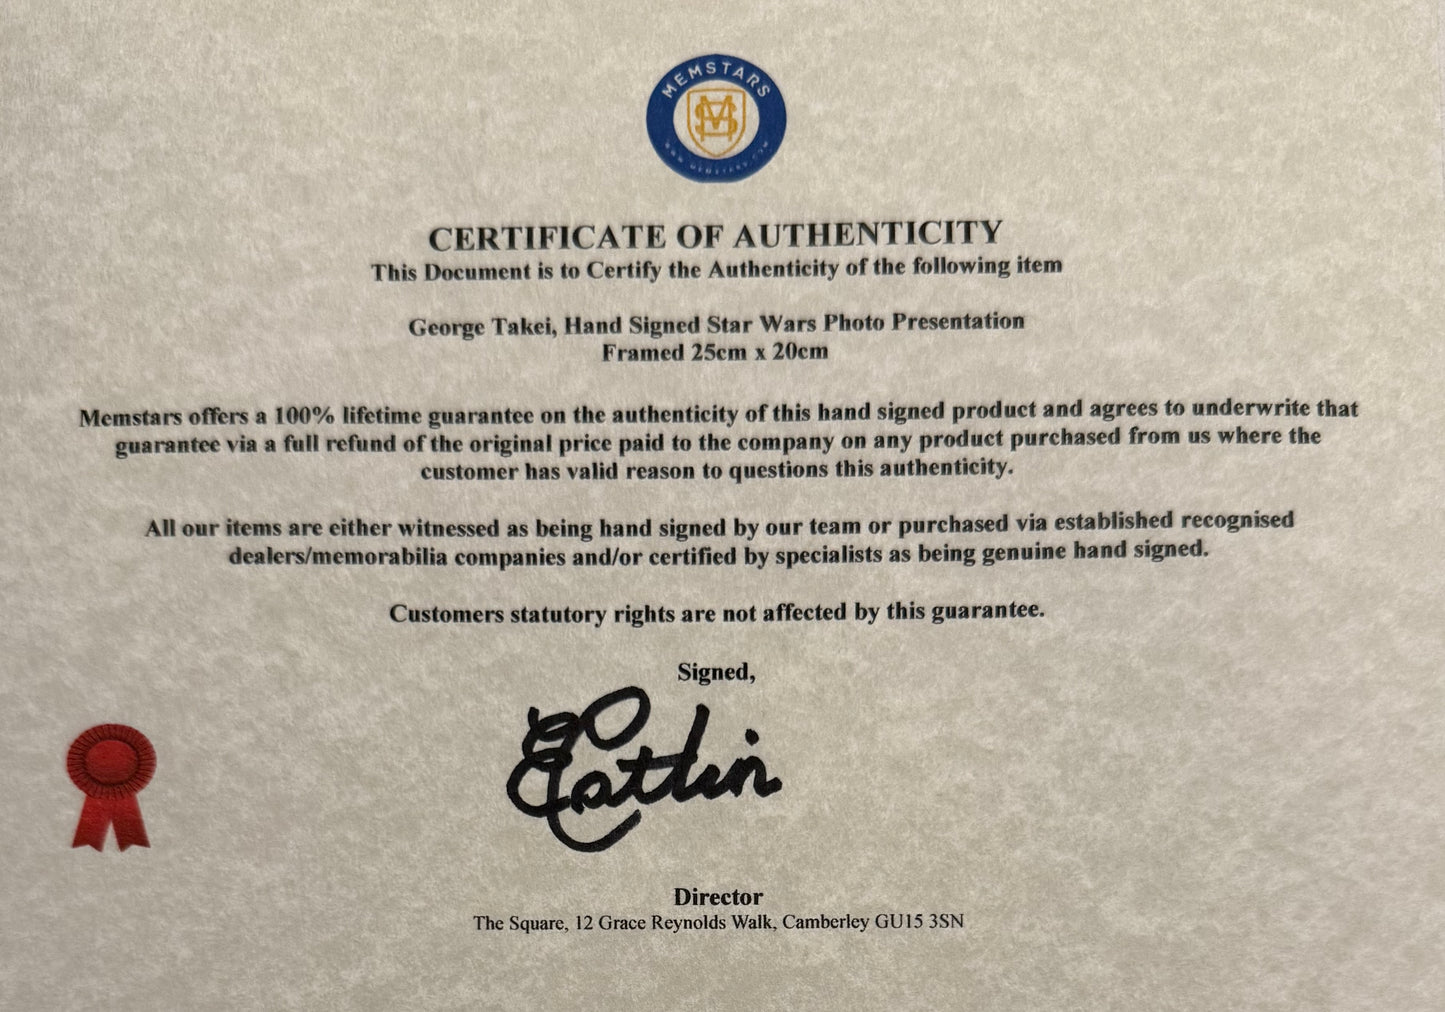 MEMSTARS
MS
WWW.MEMSTARS.COM
CERTIFICATE OF AUTHENTICITY
This Document is to Certify the Authenticity of the following item
George Takei, Hand Signed Star Wars Photo Presentation
Framed 25cm x 20cm
Memstars offers a 100% lifetime guarantee on the authenticity of this hand signed product and agrees to underwrite that
guarantee via a full refund of the original price paid to the company on any product purchased from us where the
customer has valid reason to questions this authenticity.
All our items are either witnessed as being hand signed by our team or purchased via established recognised
dealers/memorabilia companies and/or certified by specialists as being genuine hand signed.
Customers statutory rights are not affected by this guarantee.
Signed,
Catlin
Director
The Square, 12 Grace Reynolds Walk, Camberley GU15 3SN